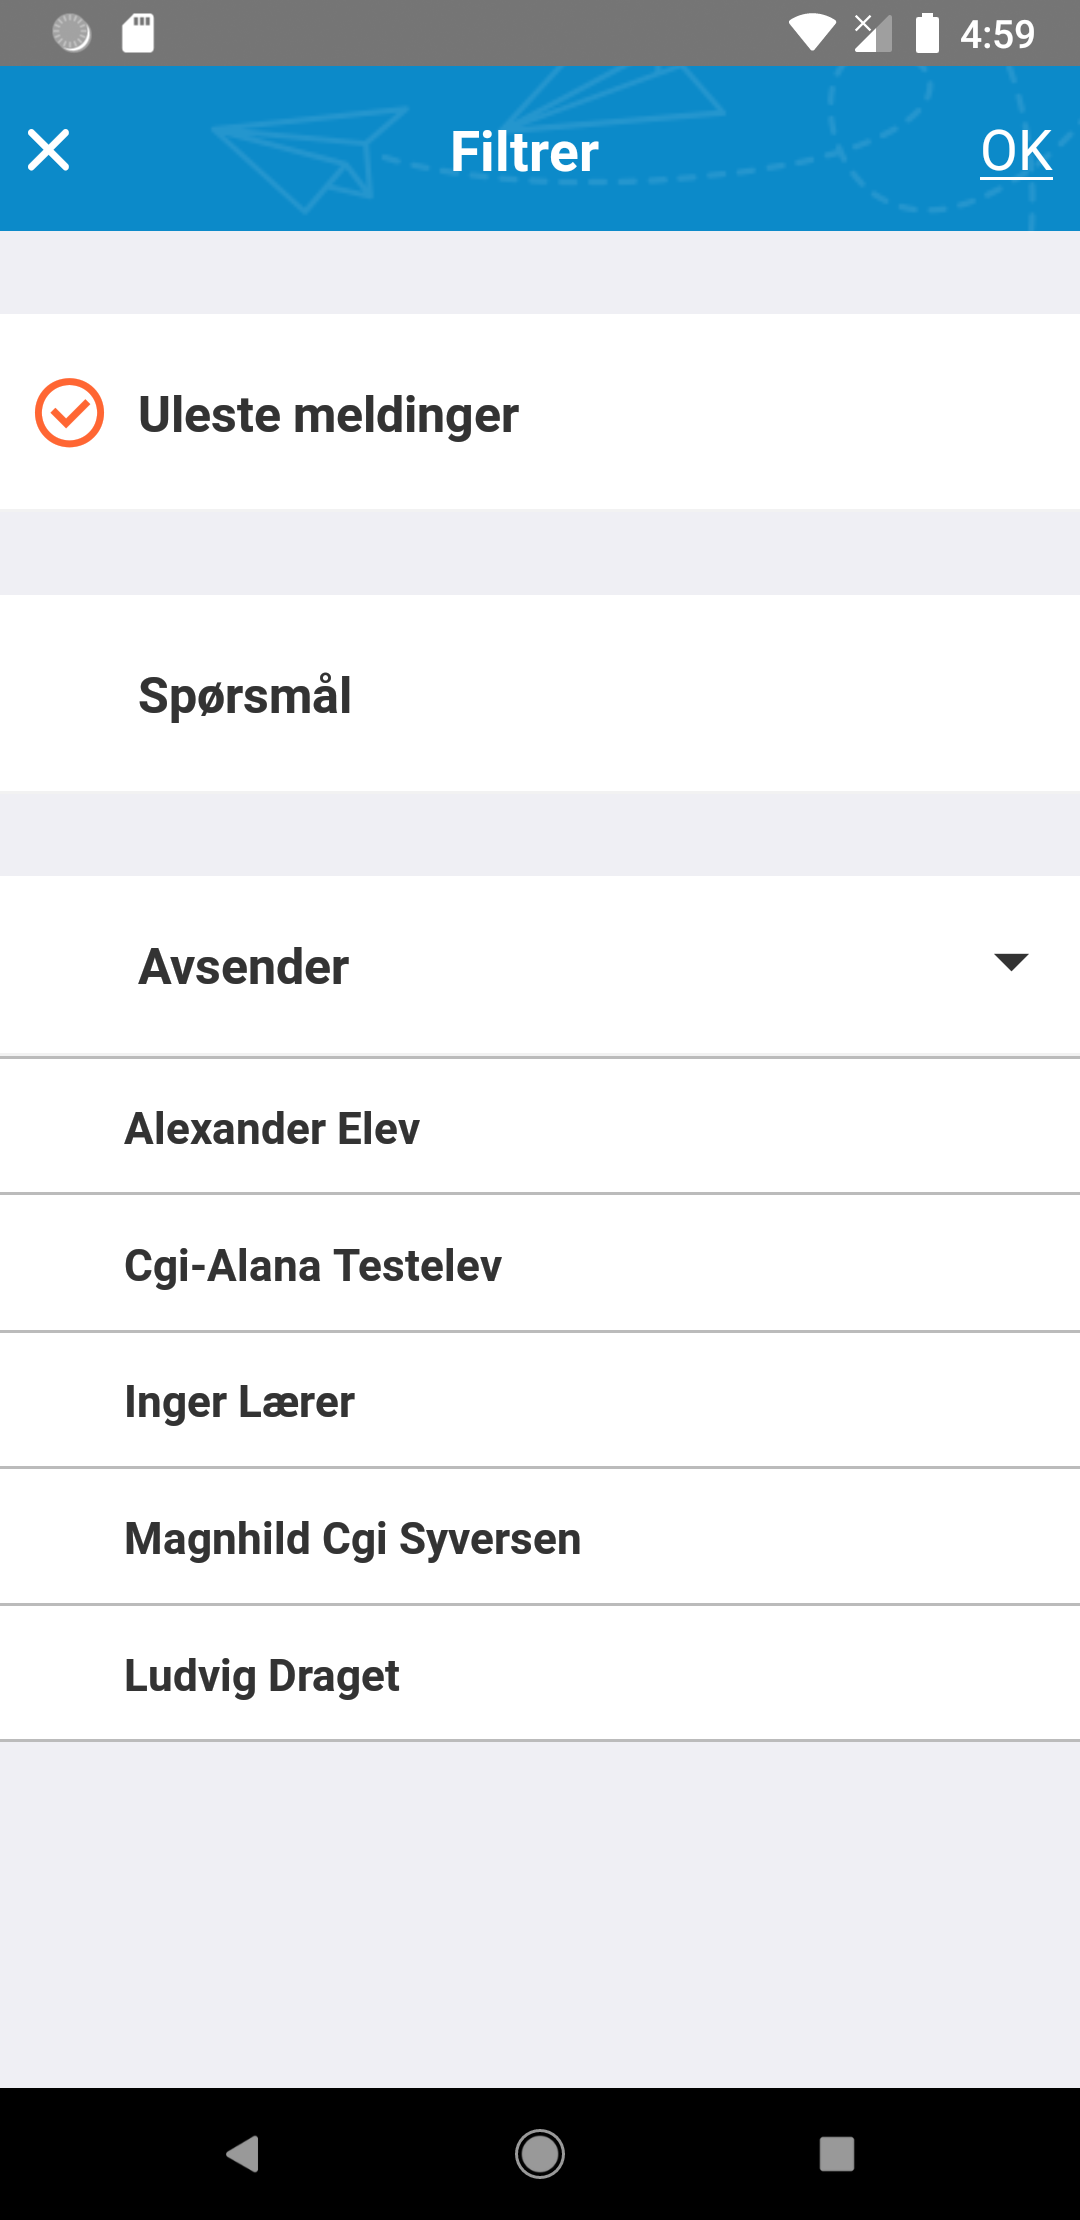 4:59
Filtrer
OK
Uleste meldinger
Spørsmål
Avsender
Alexander Elev
Cgi-Alana Testelev
Inger Lærer
Magnhild Cgi Syversen
Ludvig Draget